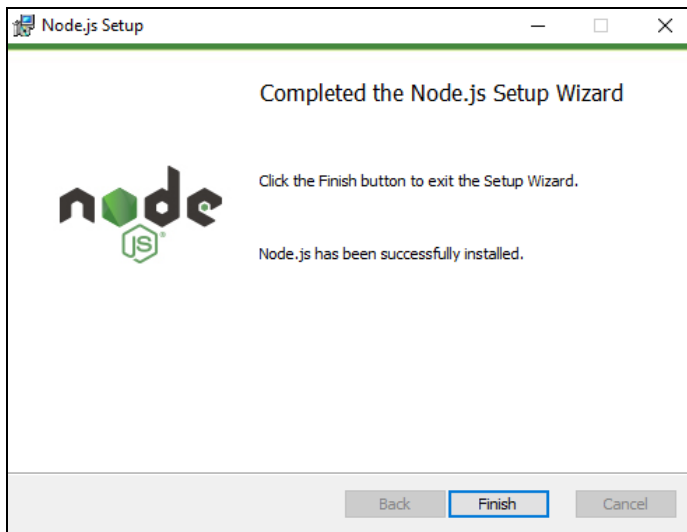 Node.js Setup
Completed the Node.js Setup Wizard
Click the Finish button to exit the Setup Wizard.
node
JS®
Node.js has been successfully installed.
Back Finish Cancel